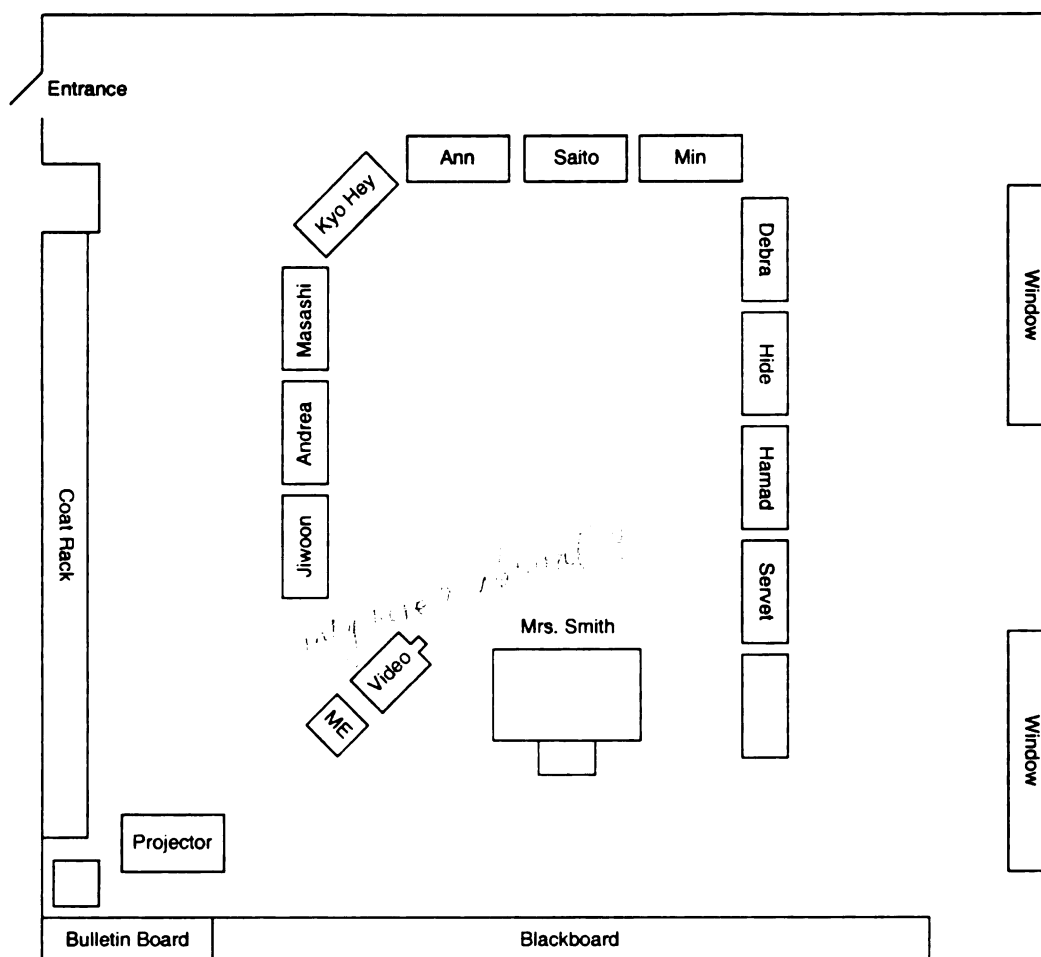 Entrance
Ann
Saito
Min
Kyo Hey
Debra
Window
Masashi
Hide
Andrea
Hamad
Coat Rack
Jiwoon
Servet
Mrs. Smith
Video
ME
Window
Projector
Bulletin Board
Blackboard